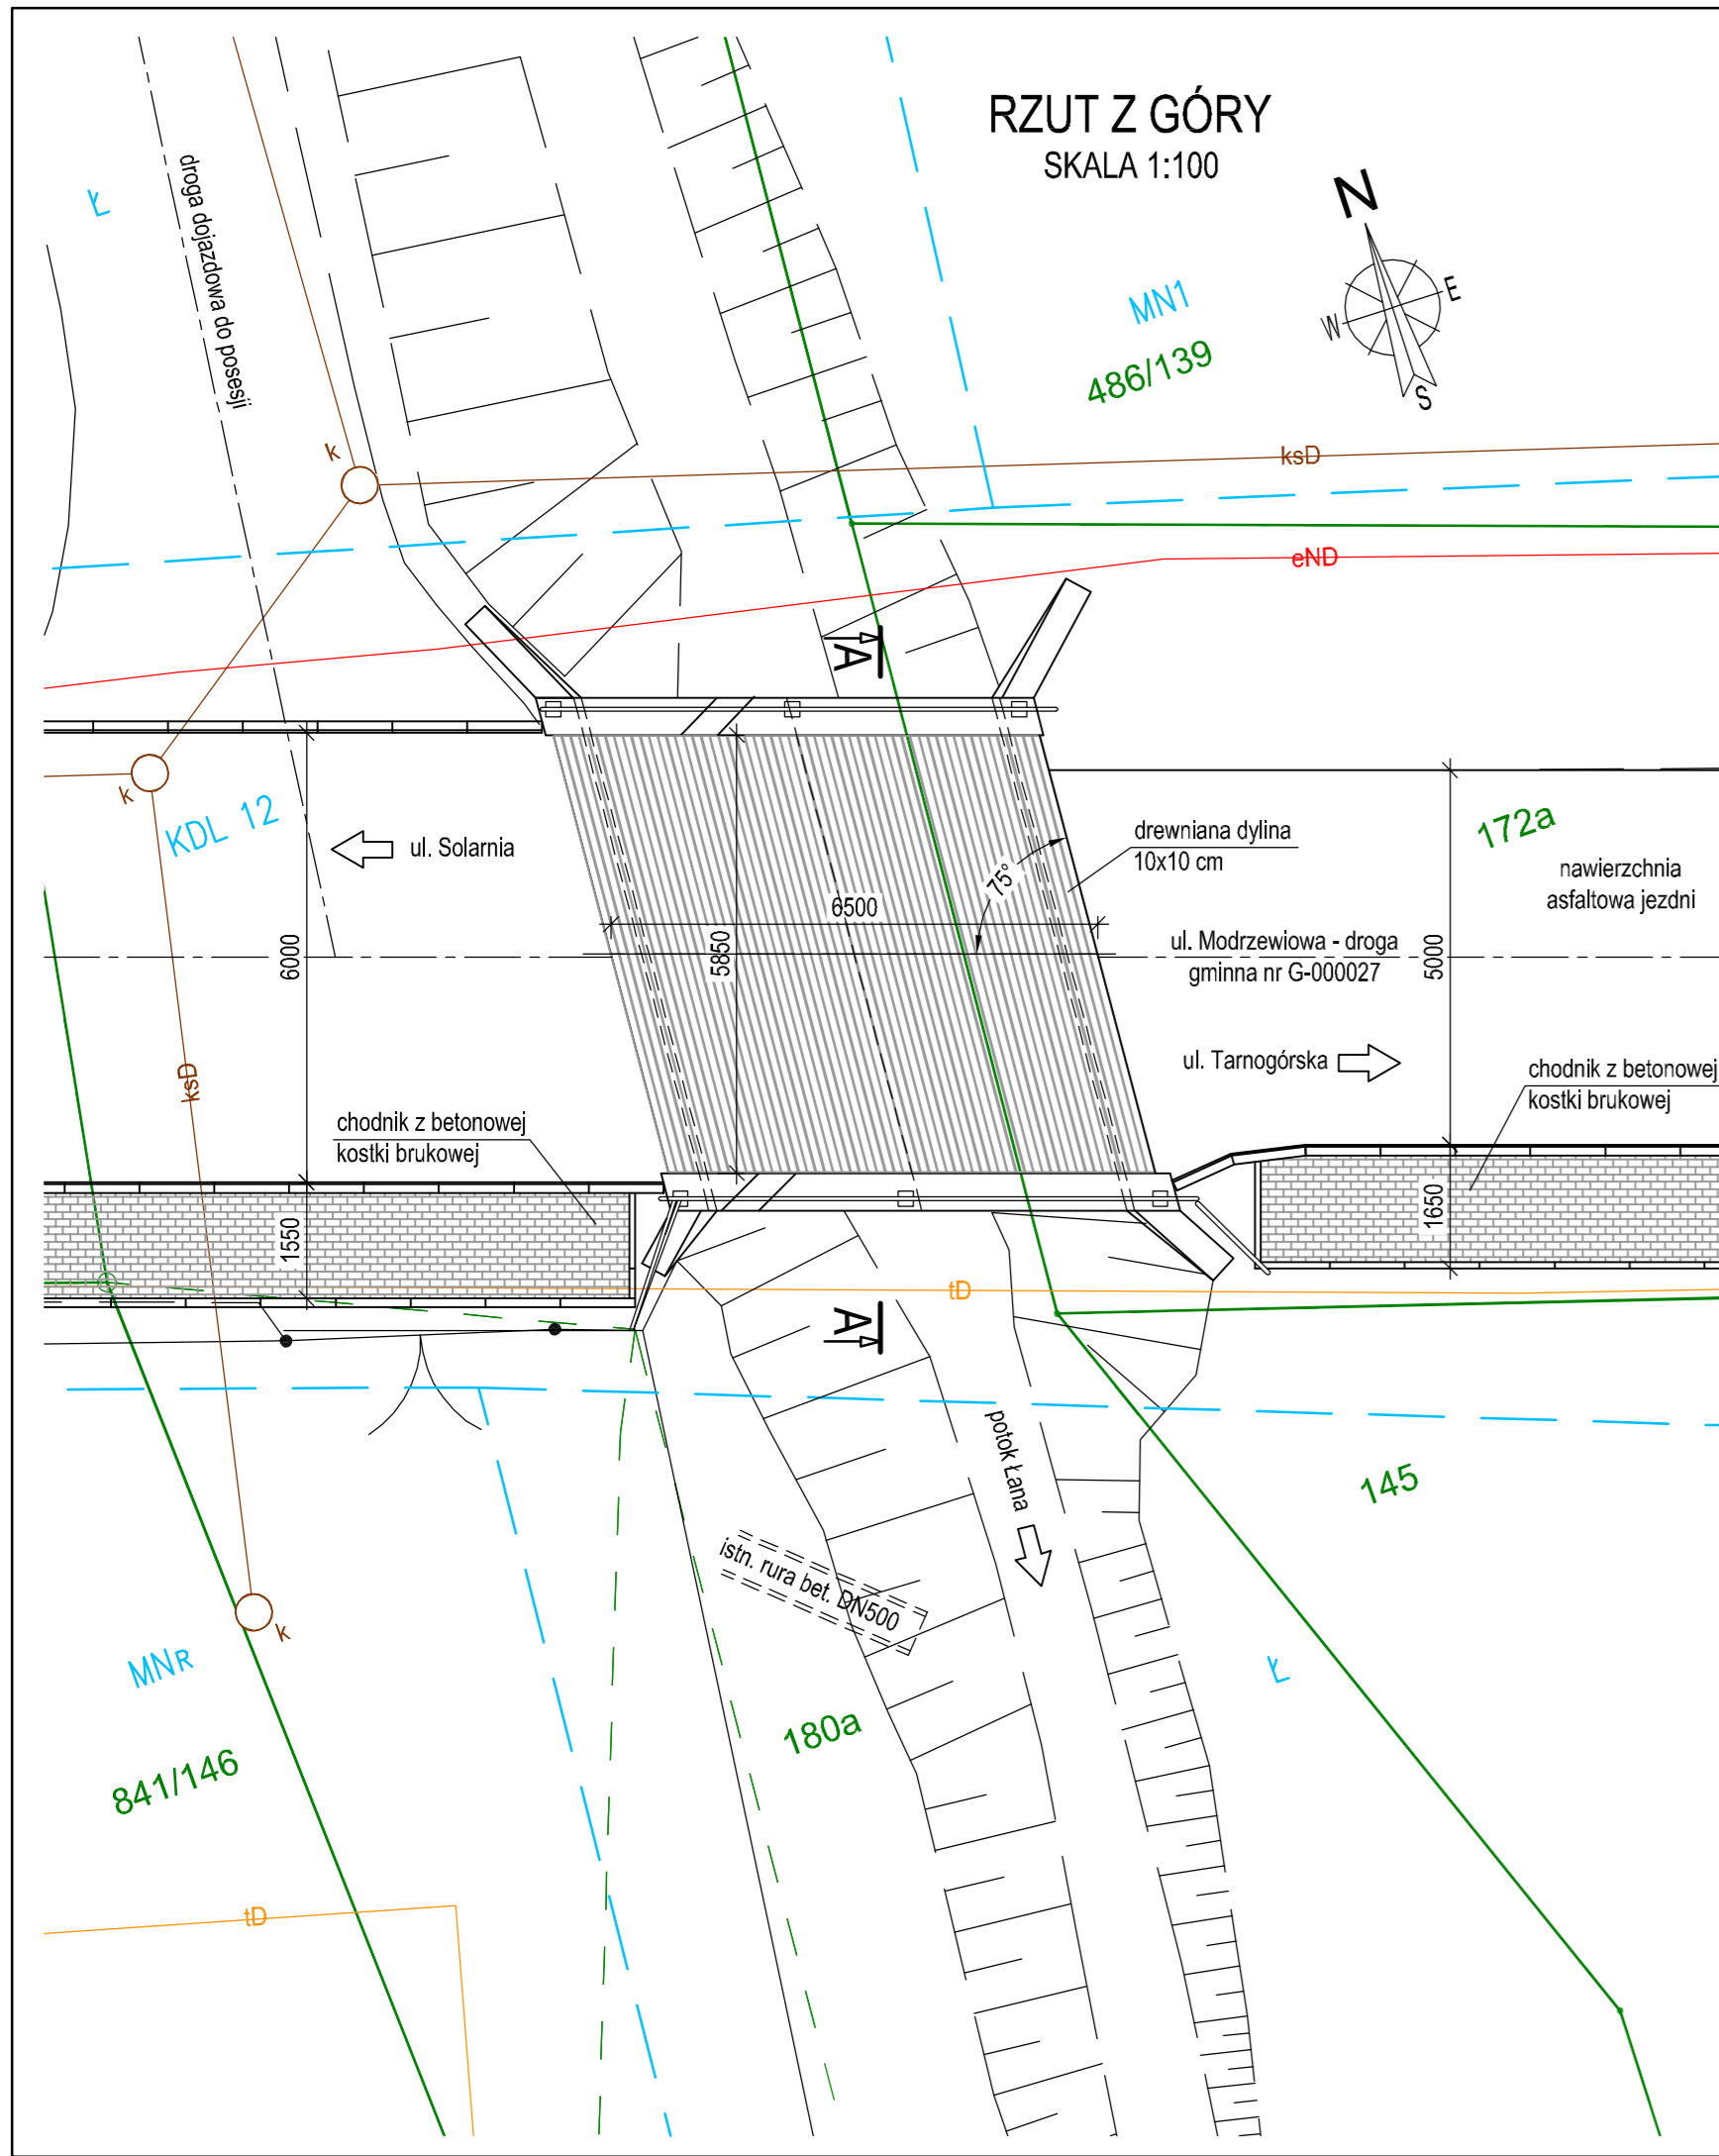 RZUT Z GÓRY
SKALA 1:100
N
E
W
S
Ł
droga dojazdowa do posesji
MN1
486/139
k
ksD
eND
A
k
KDL 12
ul. Solarnia
drewniana dylina
10x10 cm
172a
nawierzchnia
asfaltowa jezdni
75°
6500
5850
6000
5000
ul. Modrzewiowa - droga
gminna nr G-000027
ul. Tarnogórska
ksD
chodnik z betonowej
kostki brukowej
chodnik z betonowej
kostki brukowej
1550
1650
tD
A
potok Łana
145
istn. rura bet. DN500
k
MNR
Ł
180a
841/146
tD